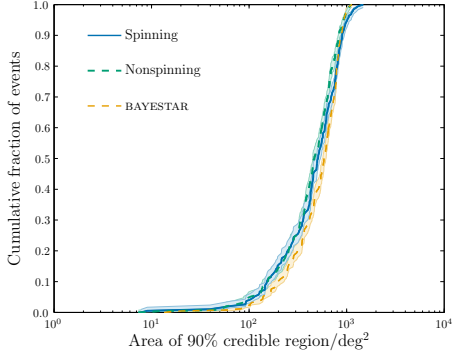 Cumulative fraction of events
1.0
0.9
0.8
0.7
0.6
0.5
0.4
0.3
0.2
0.1
0.0
Spinning
Nonspinning
BAYESTAR
10⁰ 10¹ 10² 10³ 10⁴
Area of 90% credible region/deg²